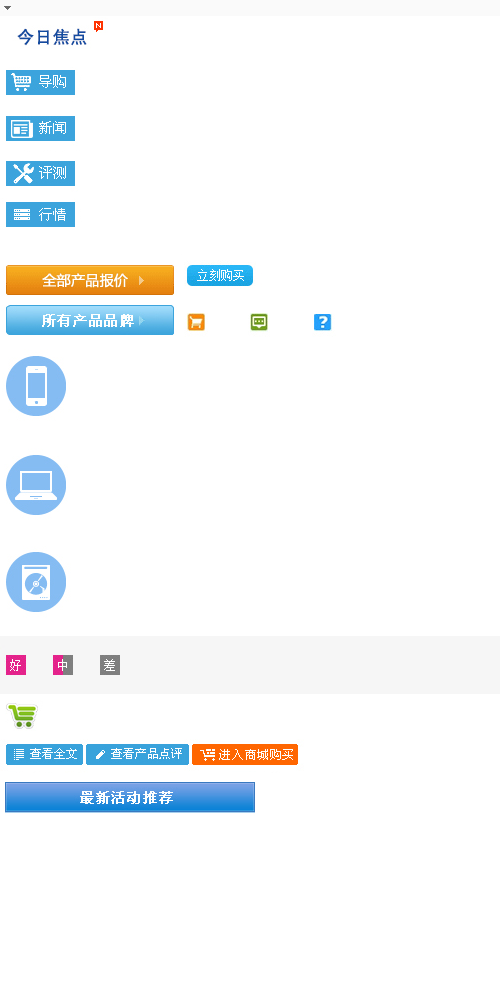 今日焦点 N
导购
新闻
评测
行情
全部产品报价 立刻购买
所有产品品牌 ?
好 中 差
查看全文 查看产品点评 进入商城购买
最新活动推荐